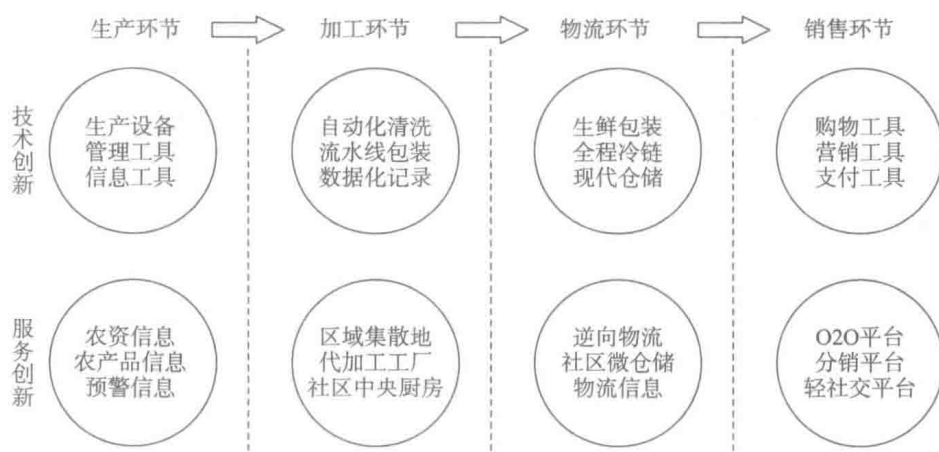 生产环节
加工环节
物流环节
销售环节
技术创新
生产设备
管理工具
信息工具
自动化清洗
流水线包装
数据化记录
生鲜包装
全程冷链
现代仓储
购物工具
营销工具
支付工具
服务创新
农资信息
农产品信息
预警信息
区域集散地
代加工工厂
社区中央厨房
逆向物流
社区微仓储
物流信息
O2O平台
分销平台
轻社交平台